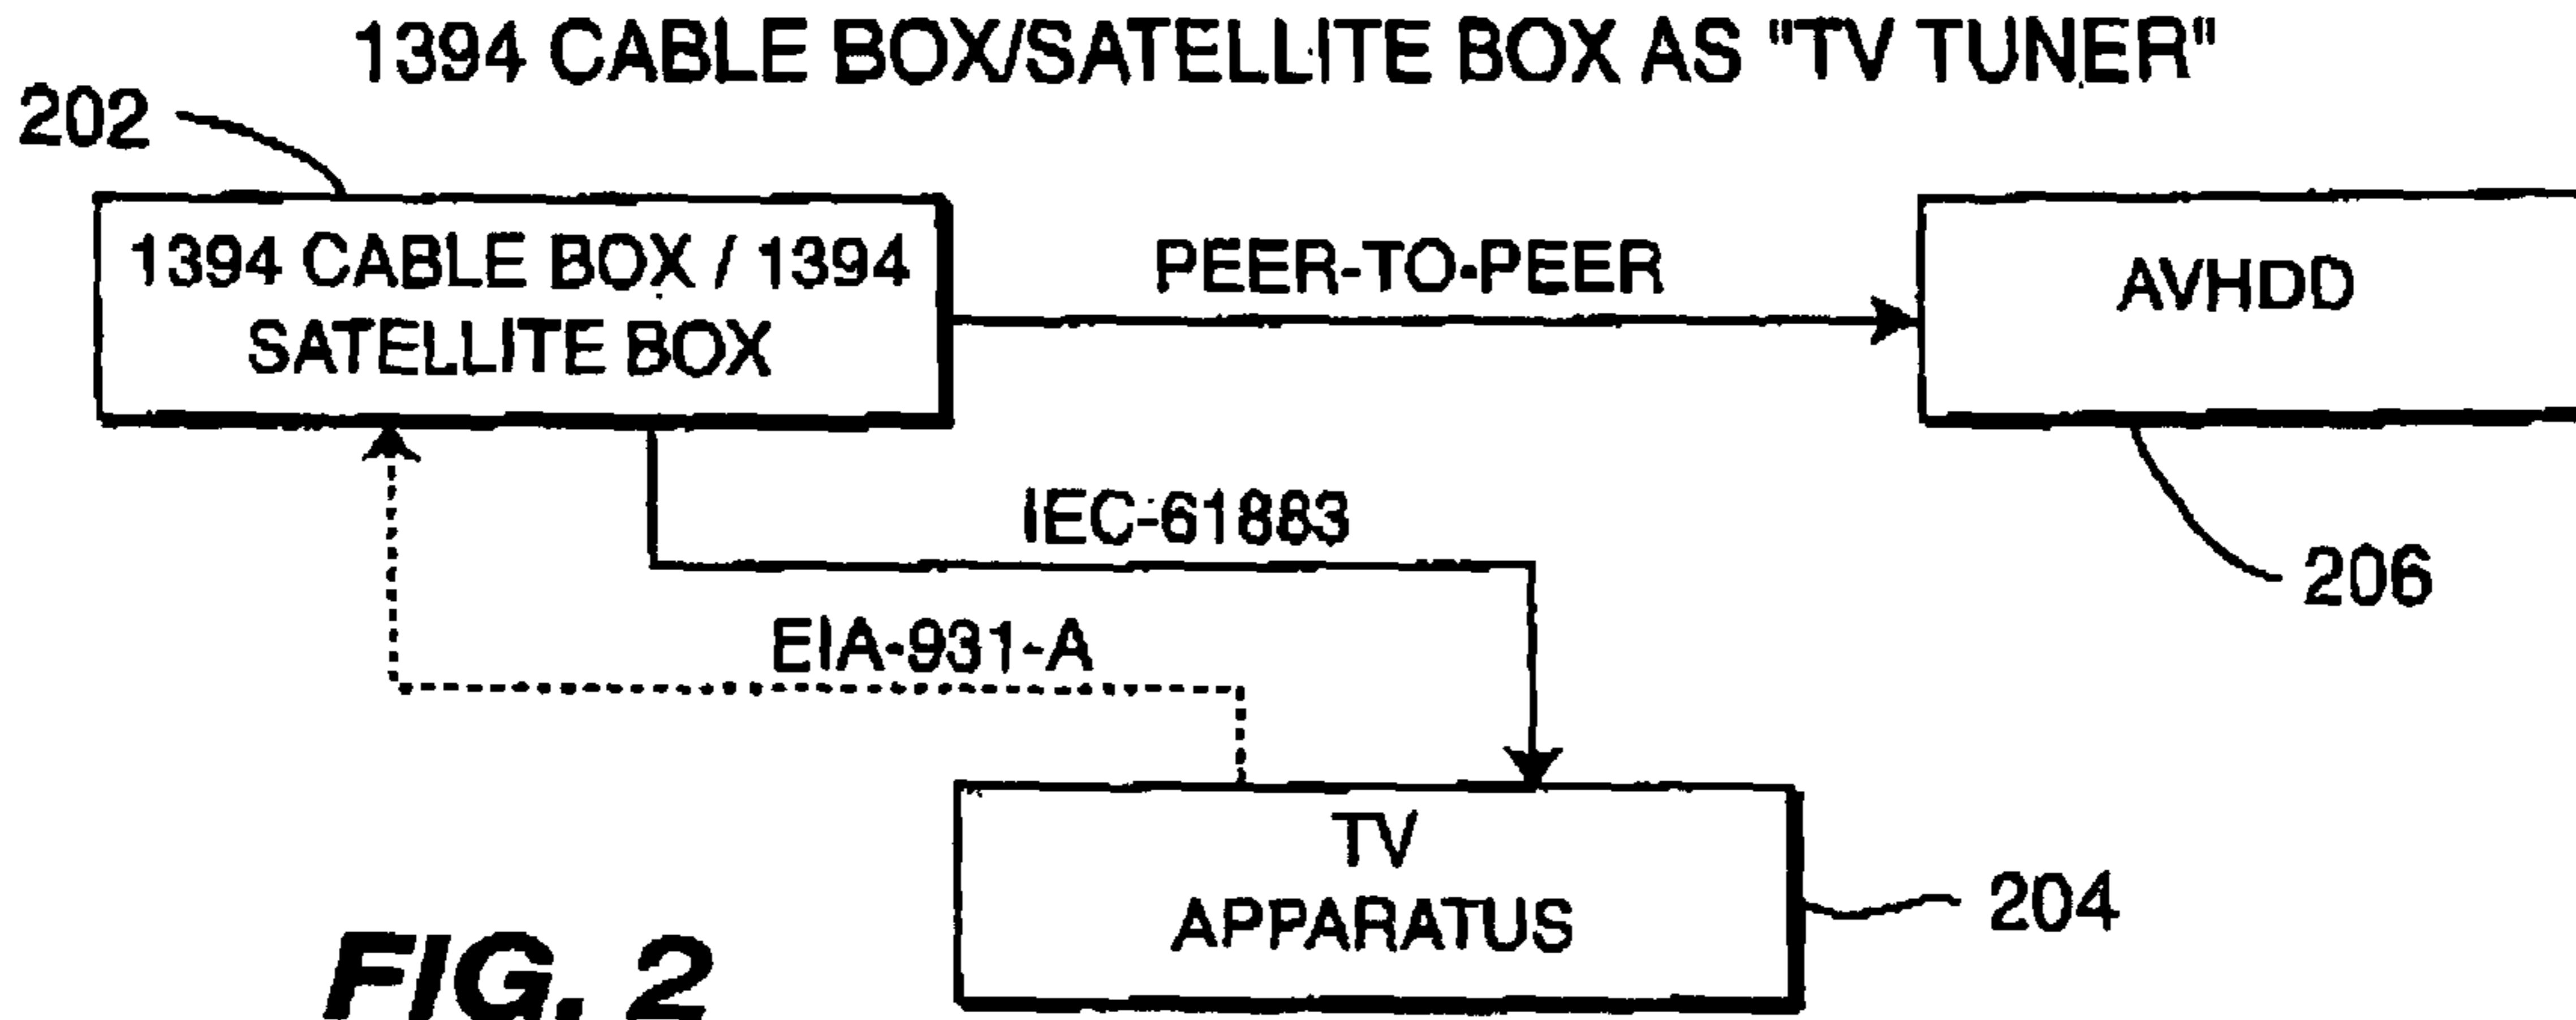 1394 CABLE BOX/SATELLITE BOX AS "TV TUNER"
202
1394 CABLE BOX / 1394
SATELLITE BOX
PEER-TO-PEER
AVHDD
IEC-61883
206
EIA-931-A
TV
APPARATUS
204
FIG. 2